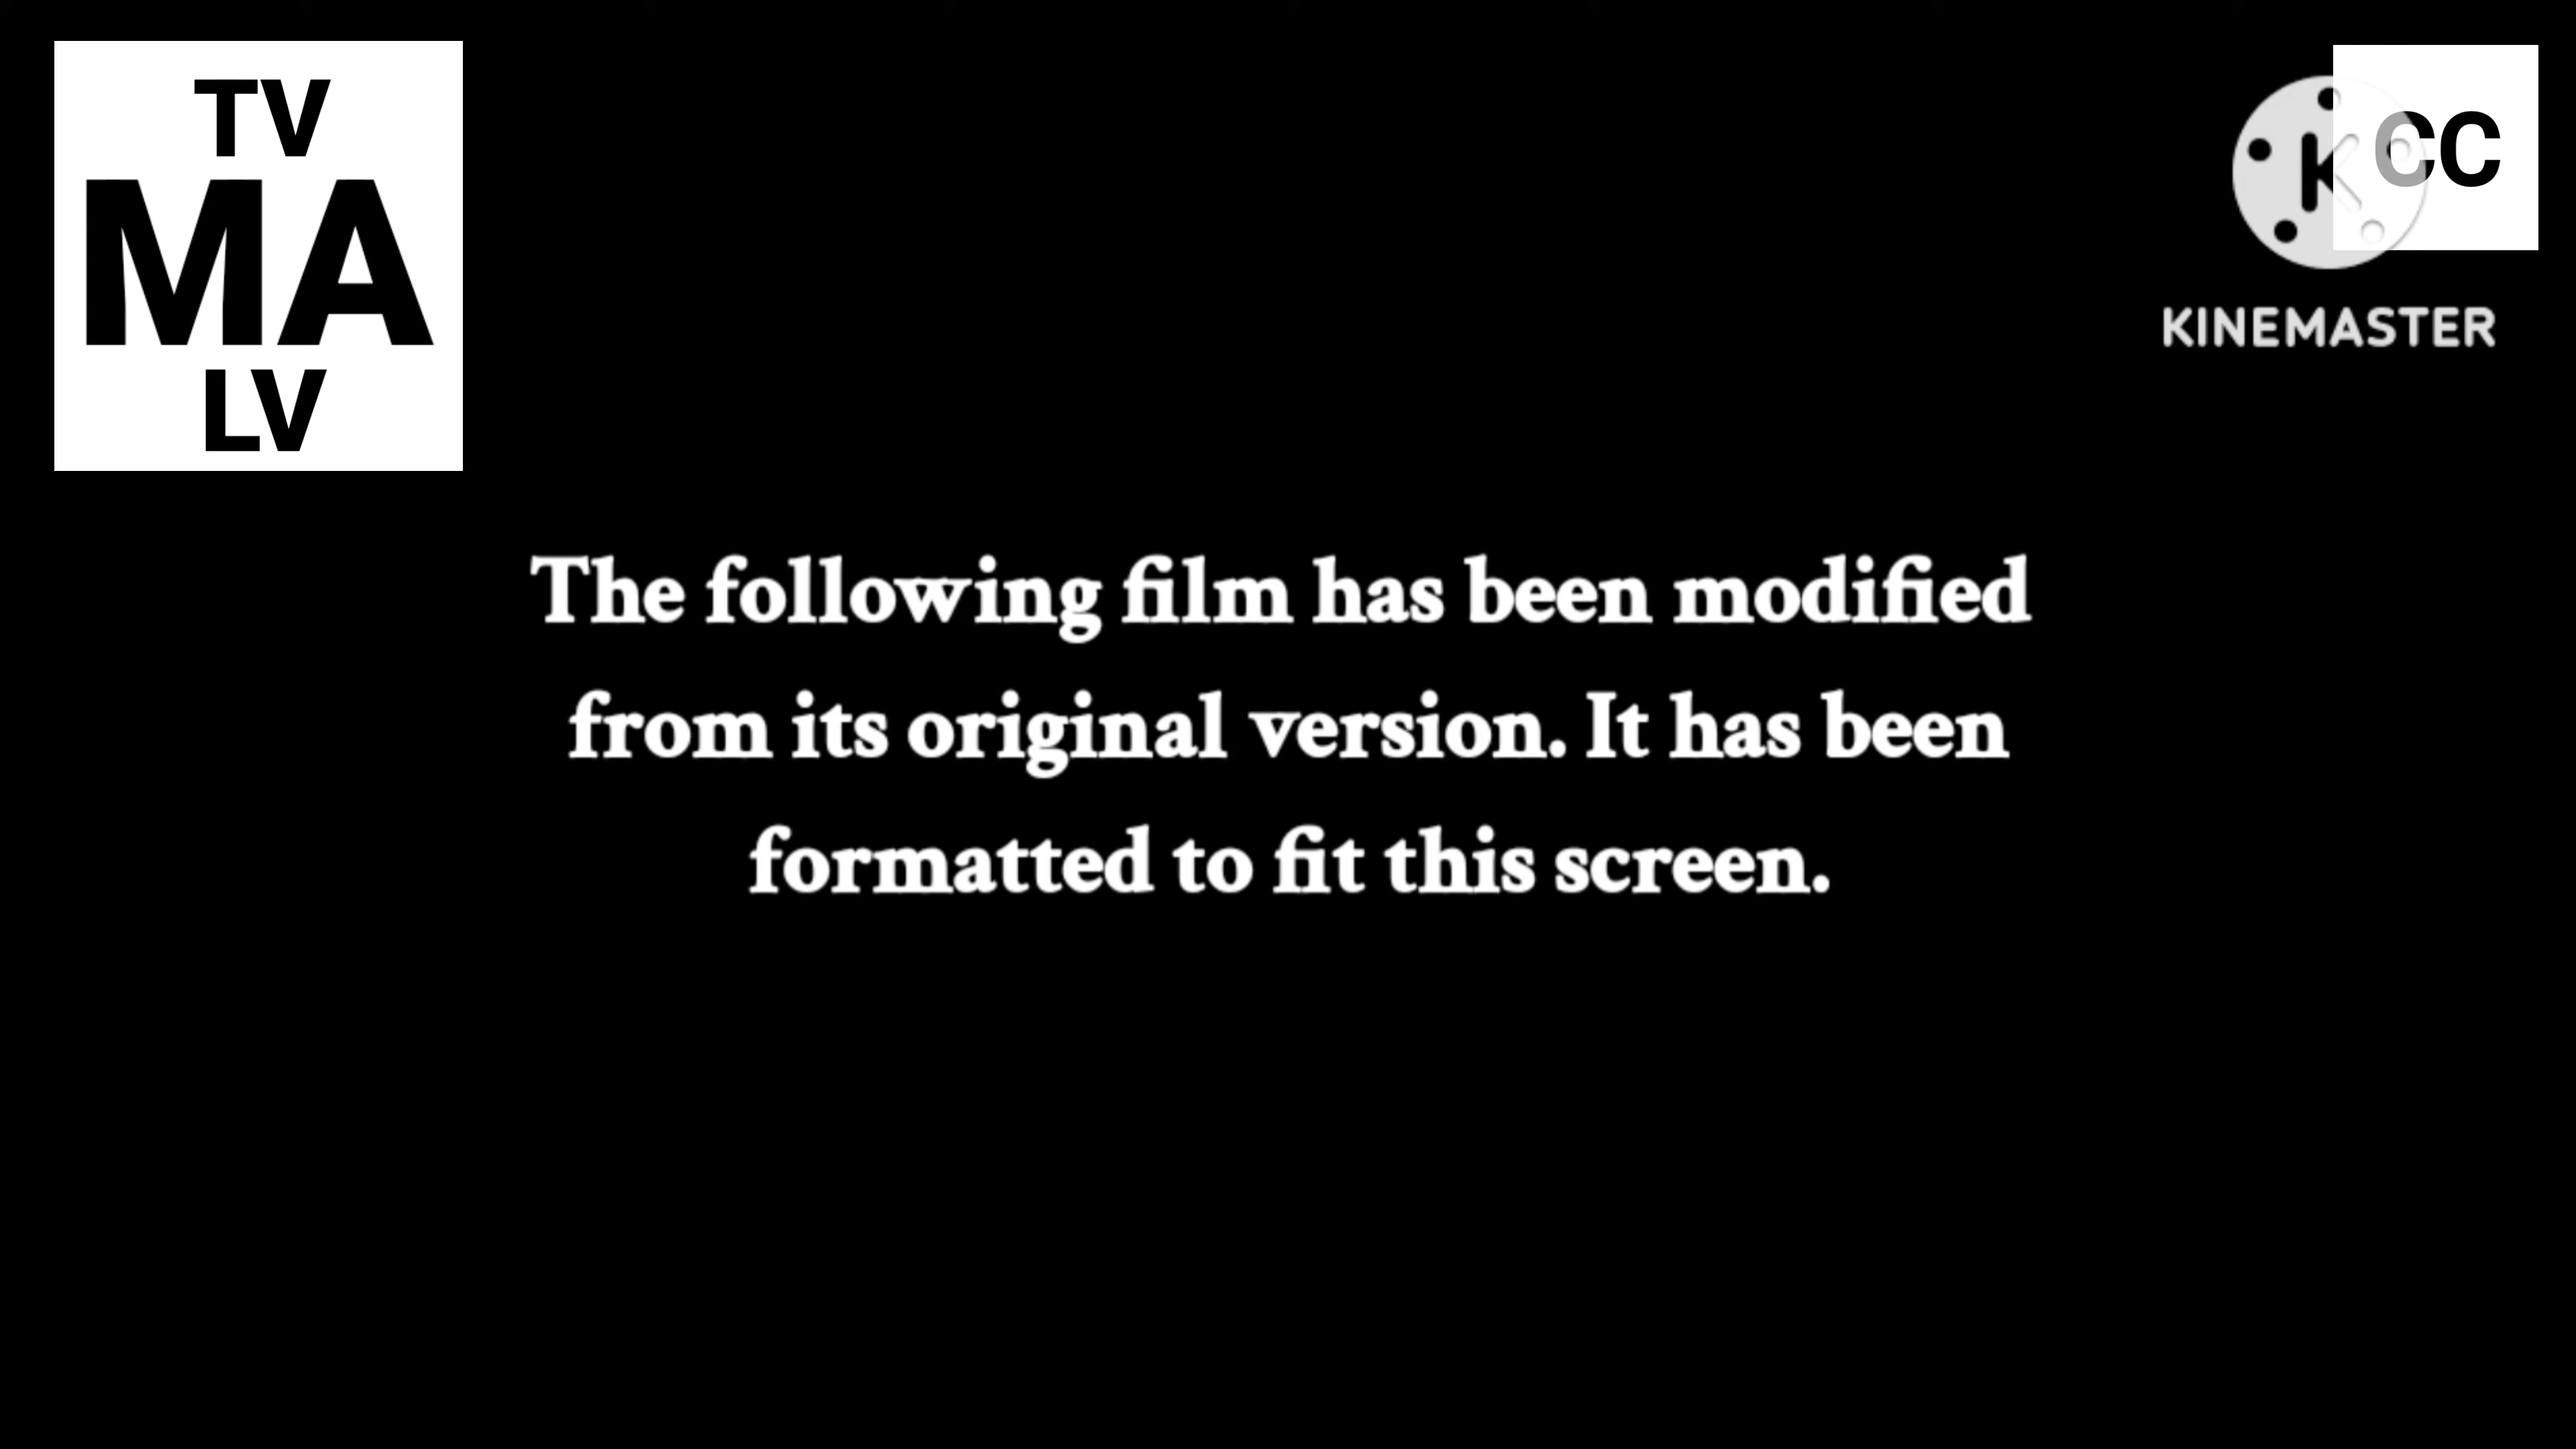 TV
MA
LV
CC
K
KINEMASTER
The following film has been modified
from its original version. It has been
formatted to fit this screen.